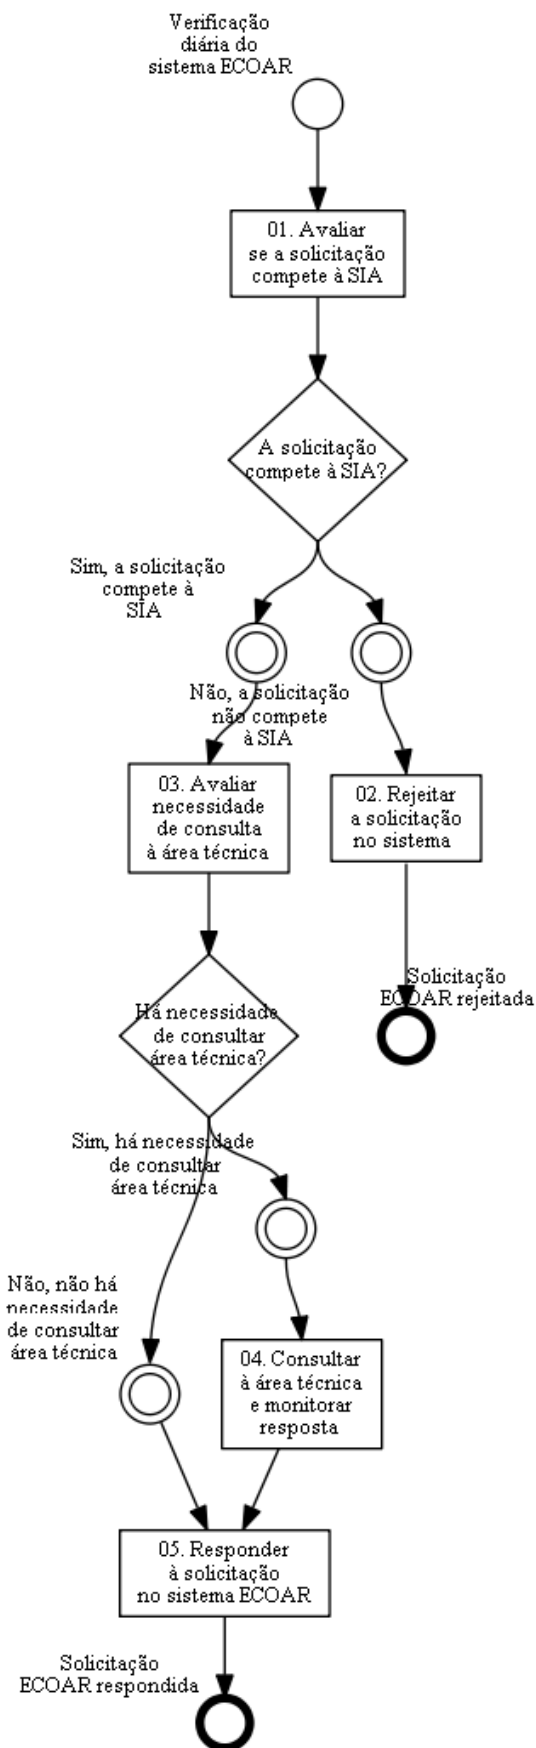 Verificação
diária do
sistema ECOAR
01. Avaliar
se a solicitação
compete à SIA
A solicitação
compete à SIA?
Sim, a solicitação
compete à
SIA
Não, a solicitação
não compete
à SIA
03. Avaliar
necessidade
de consulta
à área técnica
02. Rejeitar
a solicitação
no sistema
Solicitação
ECOAR rejeitada
Há necessidade
de consultar
área técnica?
Sim, há necessidade
de consultar
área técnica
Não, não há
necessidade
de consultar
área técnica
04. Consultar
à área técnica
e monitorar
resposta
05. Responder
à solicitação
no sistema ECOAR
Solicitação
ECOAR respondida